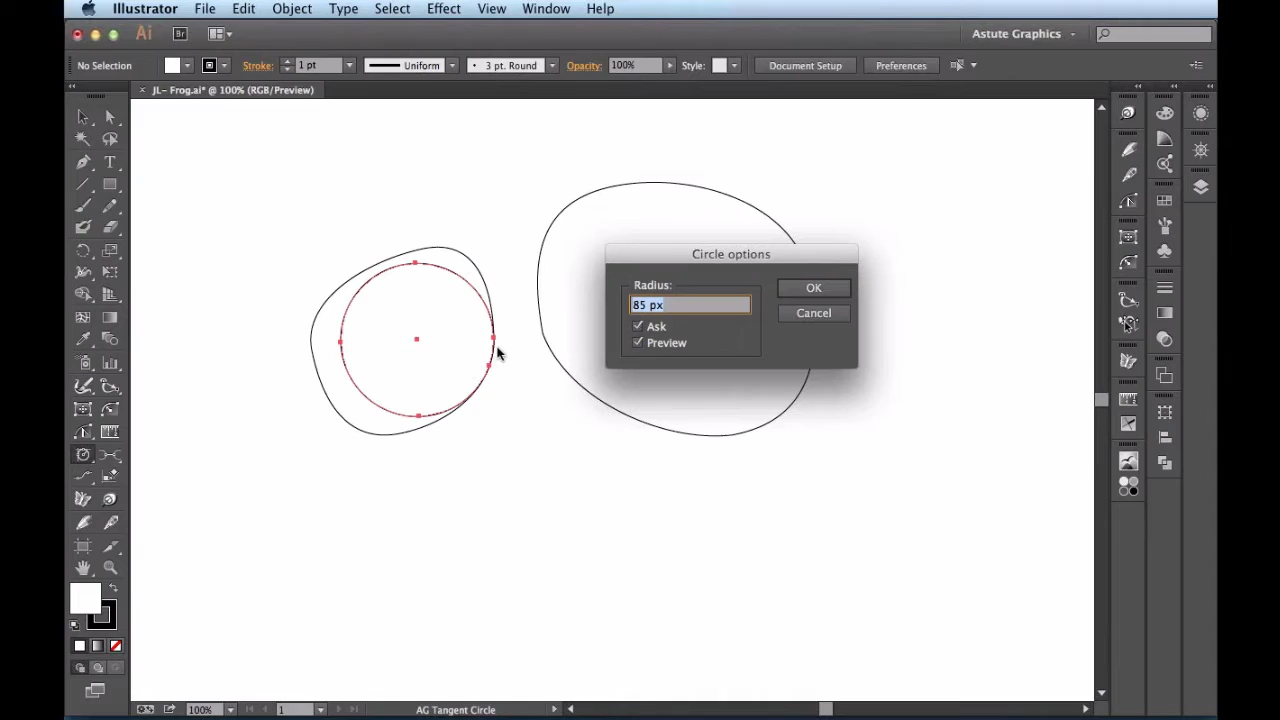 Illustrator File Edit Object Type Select Effect View Window Help
Ai Br Astute Graphics
No Selection Stroke: 1 pt Uniform 3 pt. Round Opacity: 100% Style: Document Setup Preferences
× JL- Frog.ai* @ 100% (RGB/Preview)
Circle options
Radius:
85 px
OK
Ask
Cancel
Preview
T
100% 1 AG Tangent Circle